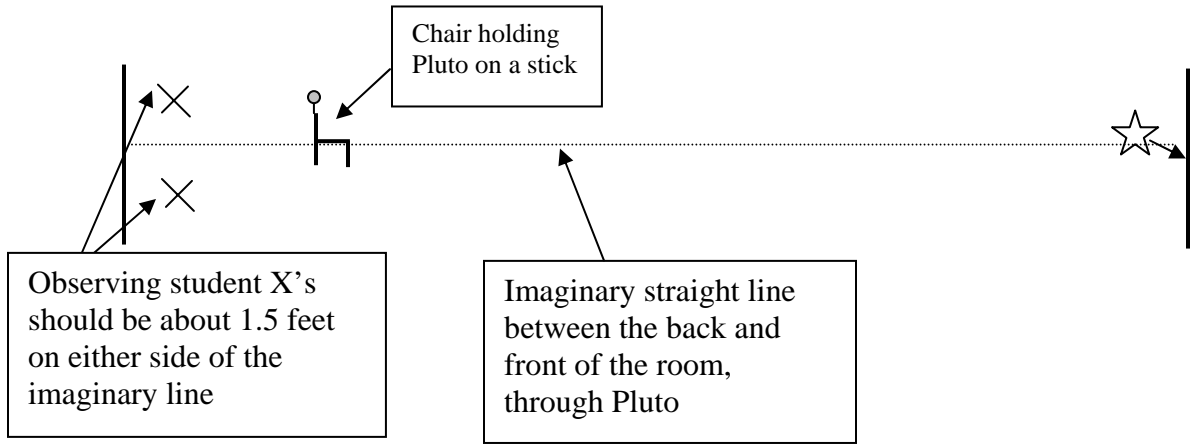 Chair holding
Pluto on a stick
Observing student X’s
should be about 1.5 feet
on either side of the
imaginary line
Imaginary straight line
between the back and
front of the room,
through Pluto